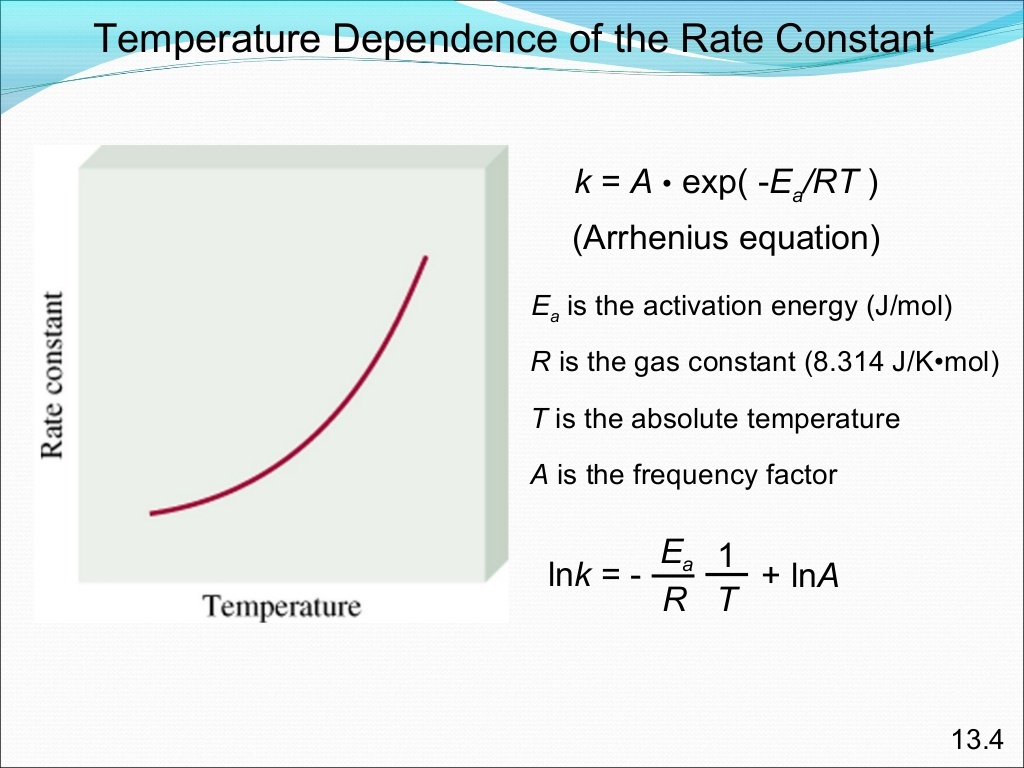 Temperature Dependence of the Rate Constant
Rate constant
Temperature
k = A • exp( -Eₐ/RT )
(Arrhenius equation)
Eₐ is the activation energy (J/mol)
R is the gas constant (8.314 J/K•mol)
T is the absolute temperature
A is the frequency factor
lnk = - Eₐ/R 1/T + lnA
13.4